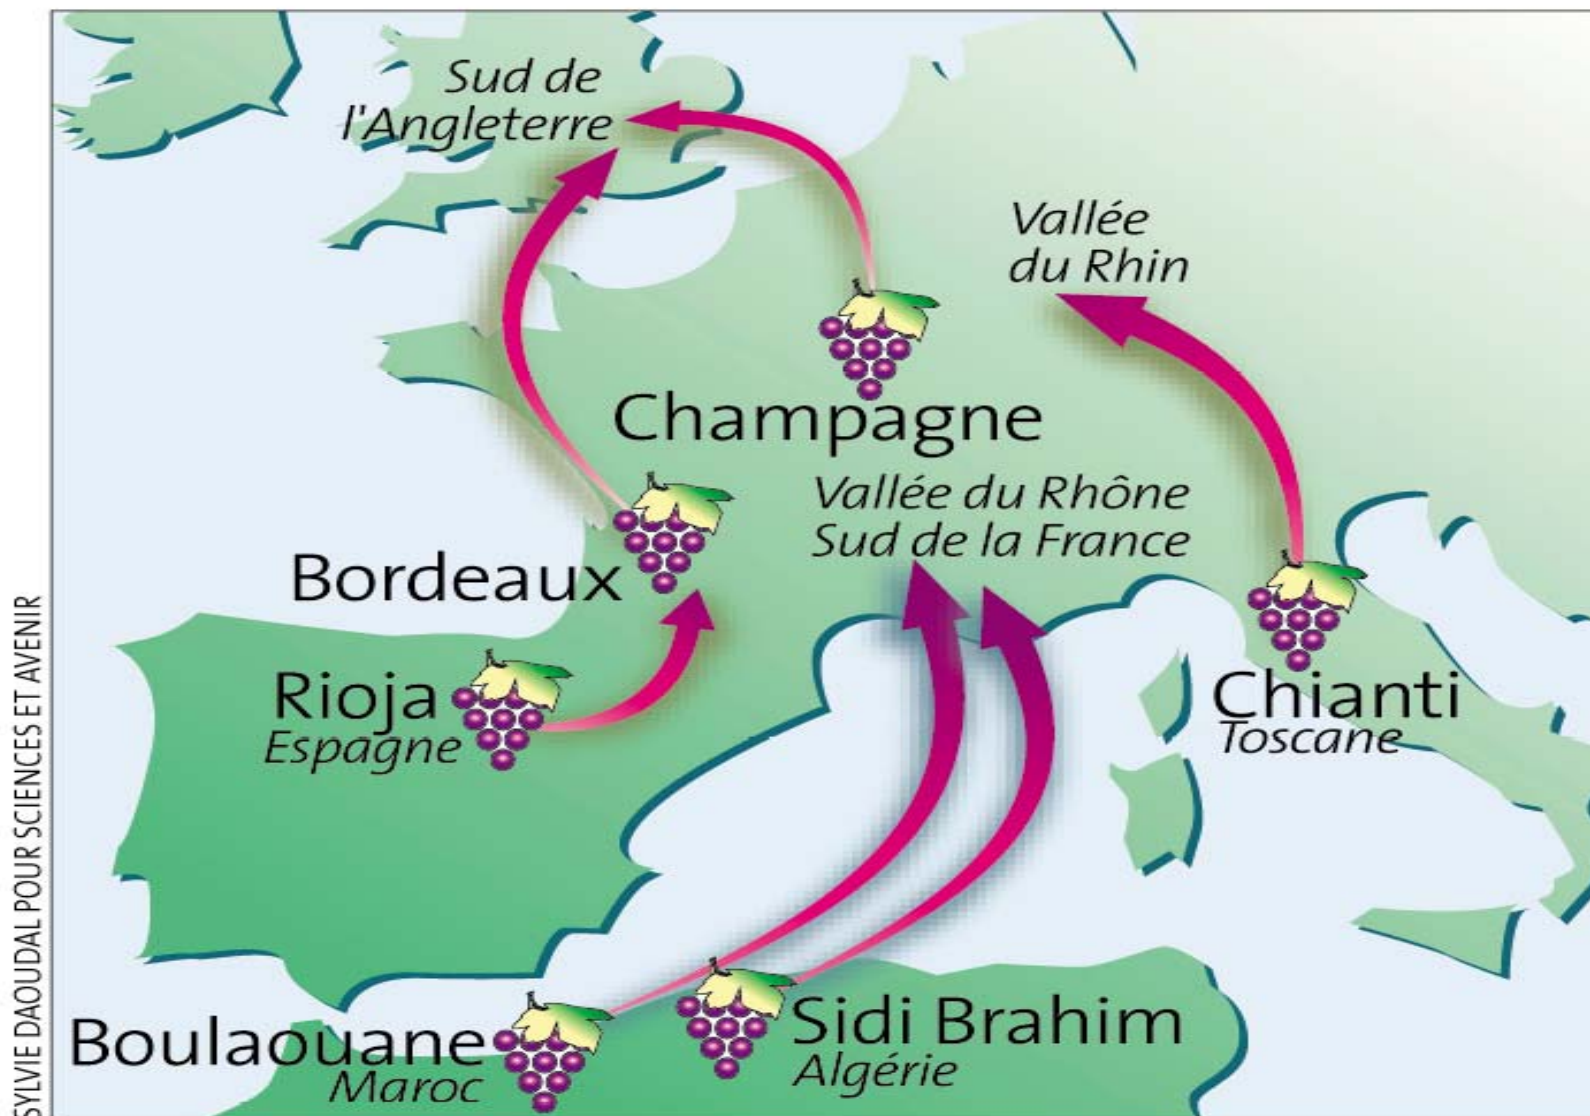 Sud de
l'Angleterre
Vallée
du Rhin
Champagne
Vallée du Rhône
Sud de la France
Bordeaux
Rioja
Espagne
Chianti
Toscane
Boulaouane
Maroc
Sidi Brahim
Algérie
SYLVIE DAOUDAL POUR SCIENCES ET AVENIR